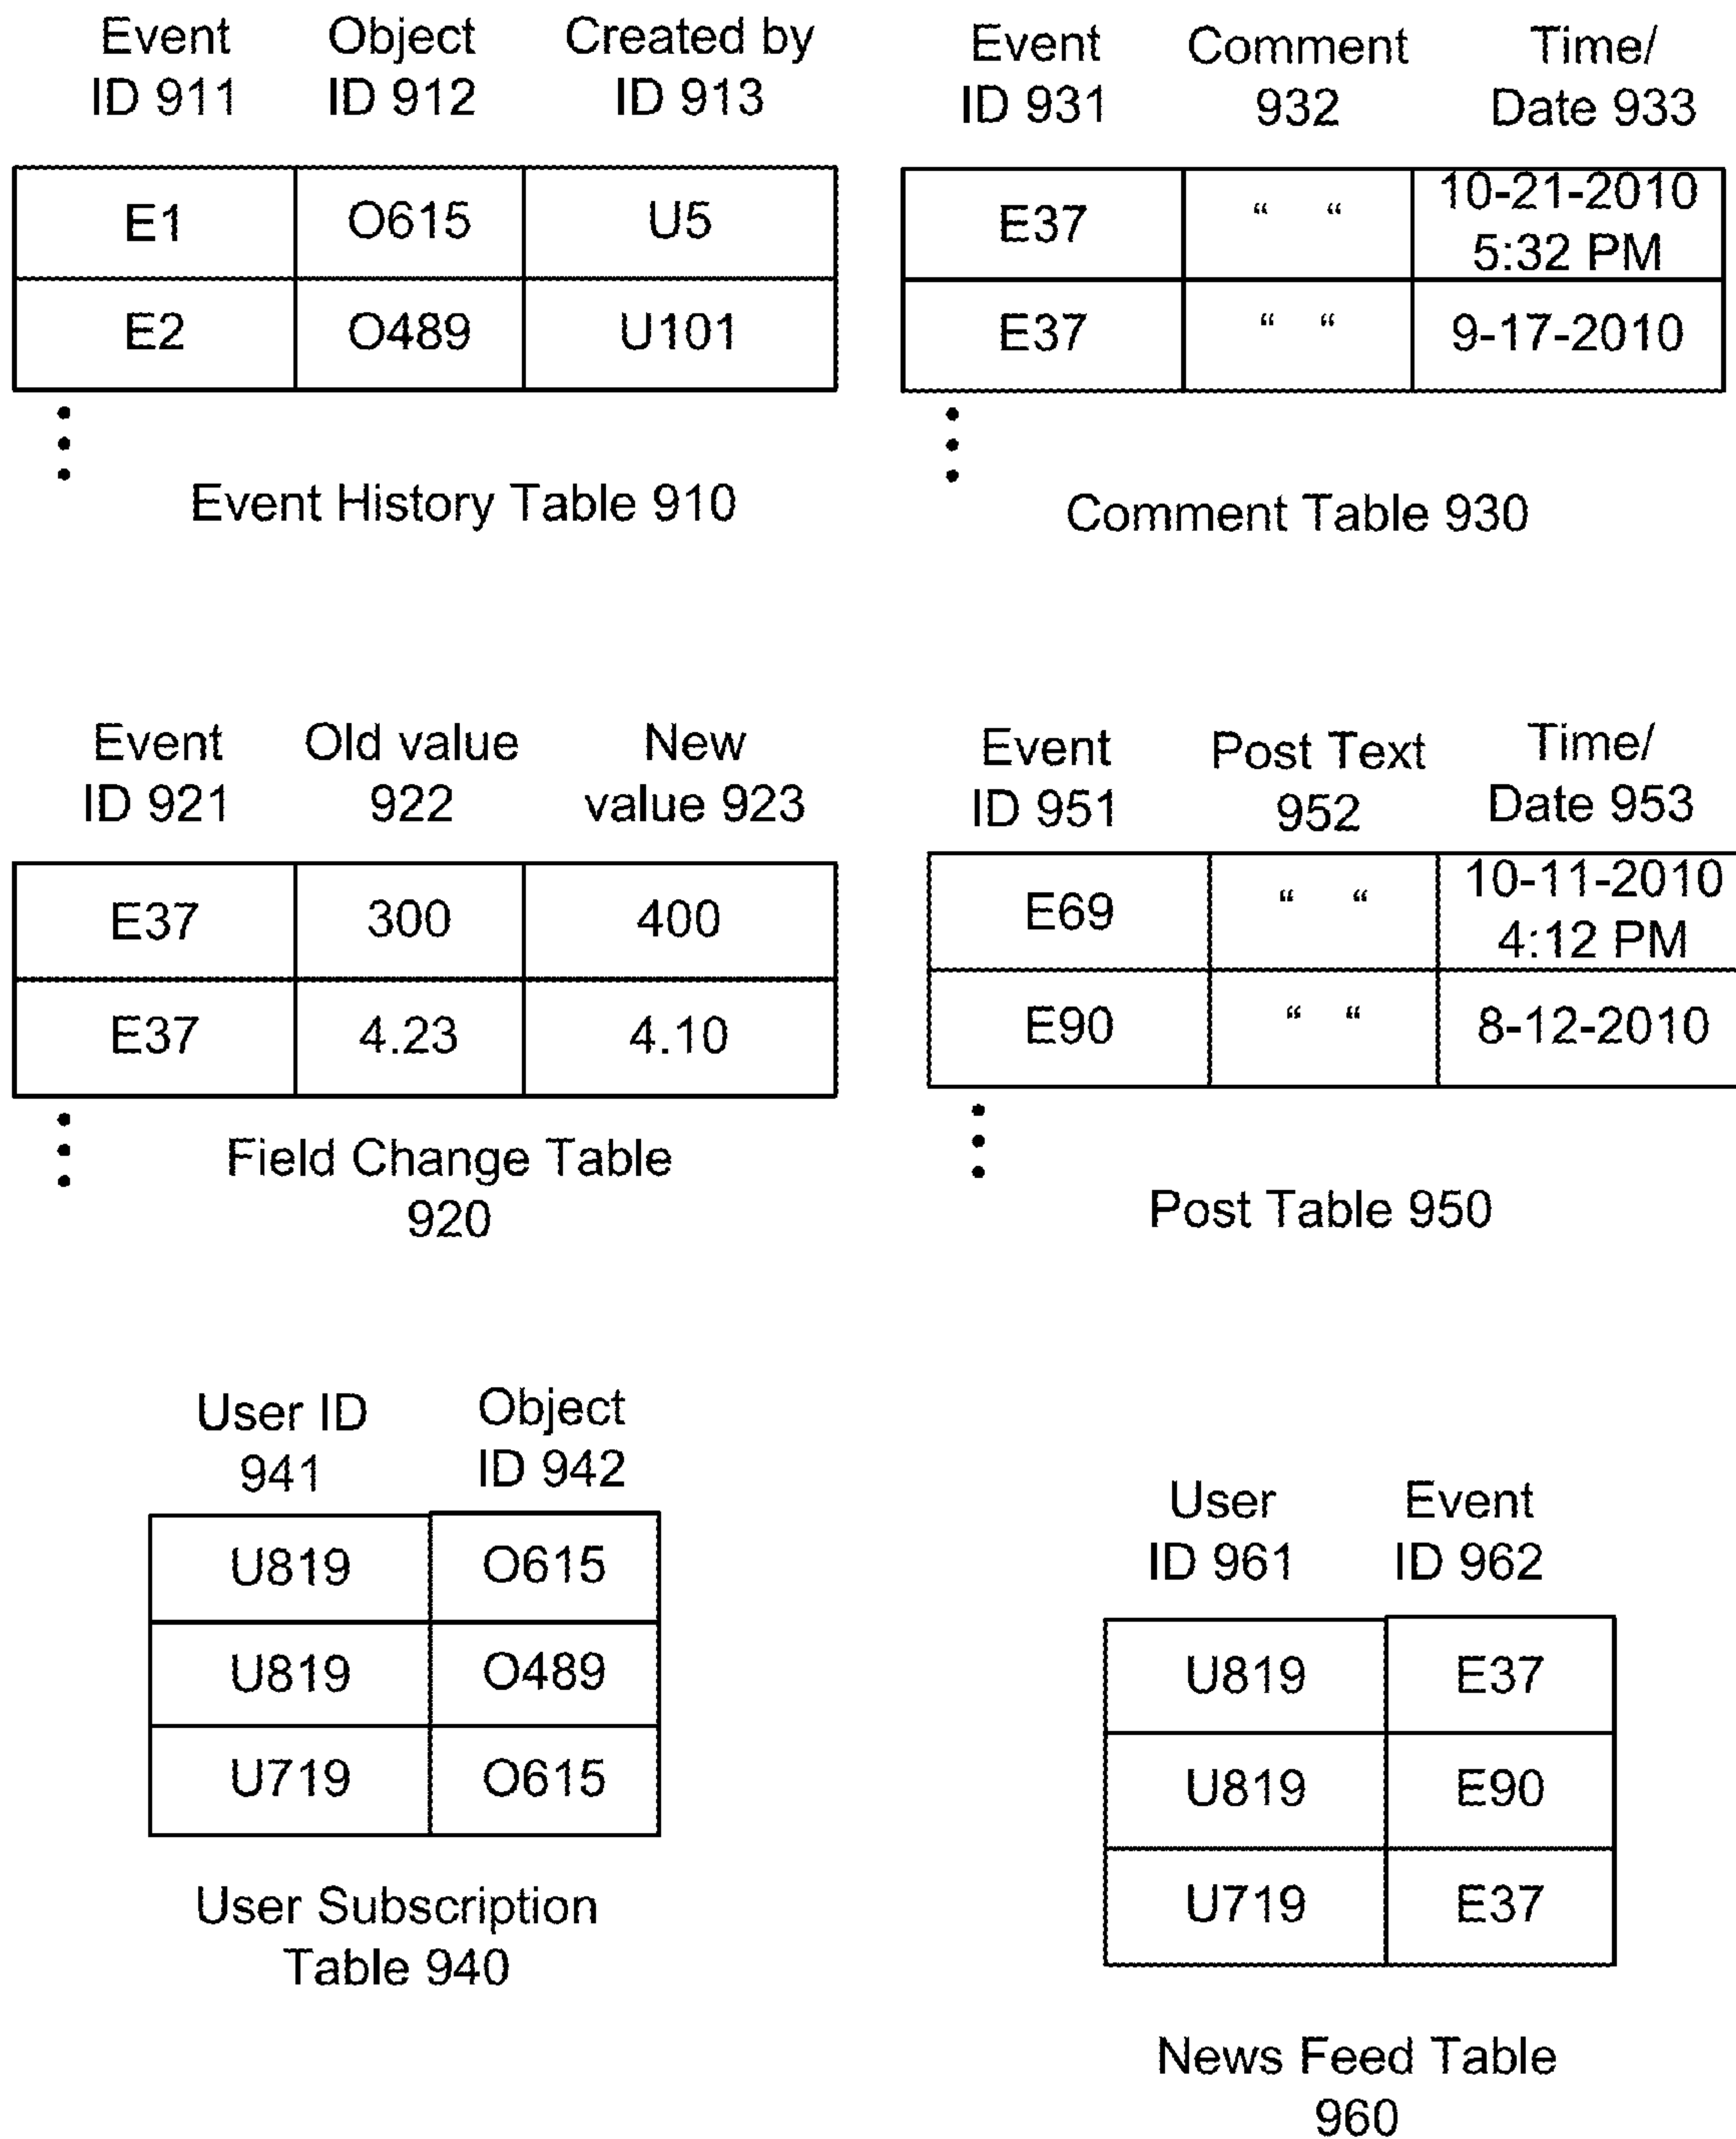 Event Object Created by
ID 911 ID 912 ID 913
E1 O615 U5
E2 O489 U101
Event History Table 910
Event Comment Time/
ID 931 932 Date 933
E37 “ “ 10-21-2010
5:32 PM
E37 “ “ 9-17-2010
Comment Table 930
Event Old value New
ID 921 922 value 923
E37 300 400
E37 4.23 4.10
Field Change Table
920
Event Post Text Time/
ID 951 952 Date 953
E69 “ “ 10-11-2010
4:12 PM
E90 “ “ 8-12-2010
Post Table 950
User ID Object
941 ID 942
U819 O615
U819 O489
U719 O615
User Subscription
Table 940
User Event
ID 961 ID 962
U819 E37
U819 E90
U719 E37
News Feed Table
960